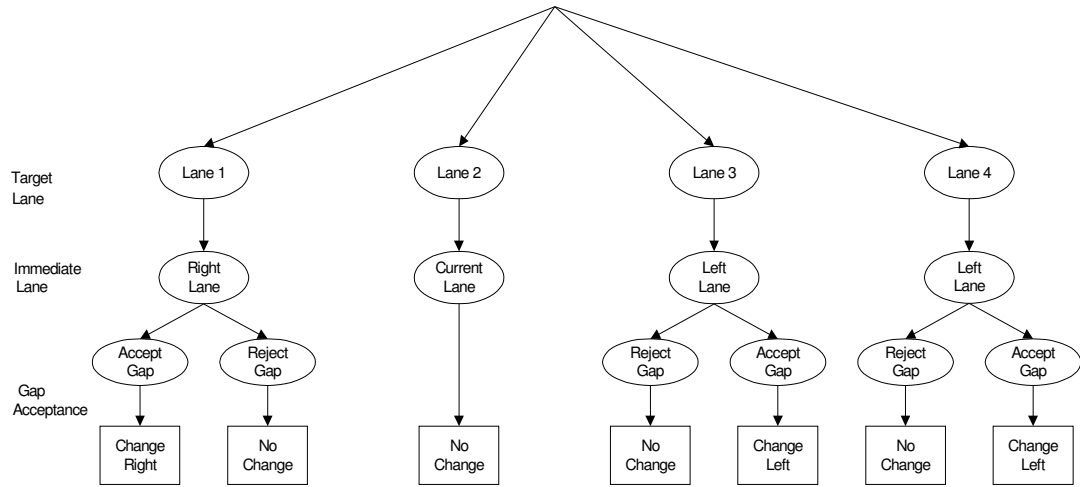 Target
Lane
Lane 1
Lane 2
Lane 3
Lane 4
Immediate
Lane
Right
Lane
Current
Lane
Left
Lane
Left
Lane
Gap
Acceptance
Accept
Gap
Reject
Gap
Reject
Gap
Accept
Gap
Reject
Gap
Accept
Gap
Change
Right
No
Change
No
Change
No
Change
Change
Left
No
Change
Change
Left